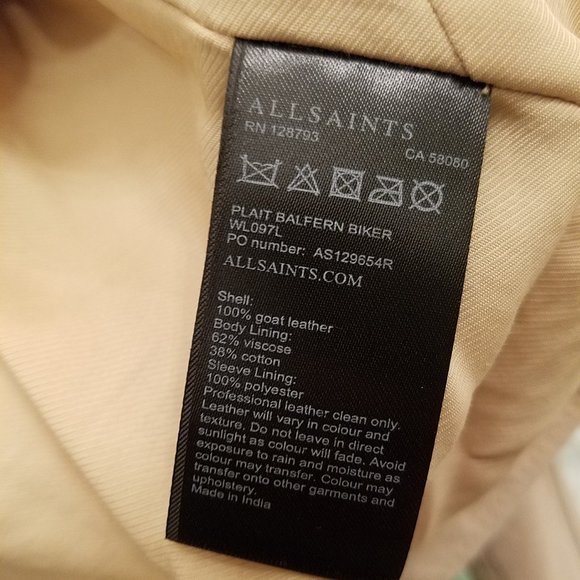 ALLSAINTS
RN 128793 CA 58080
PLAIT BALFERN BIKER
WL097L
PO number: AS129654R
ALLSAINTS.COM
Shell:
100% goat leather
Body Lining:
62% viscose
38% cotton
Sleeve Lining:
100% polyester
Professional leather clean only.
Leather will vary in colour and
texture. Do not leave in direct
sunlight as colour will fade. Avoid
exposure to rain and moisture as
colour may transfer. Colour may
transfer onto other garments and
upholstery.
Made in India